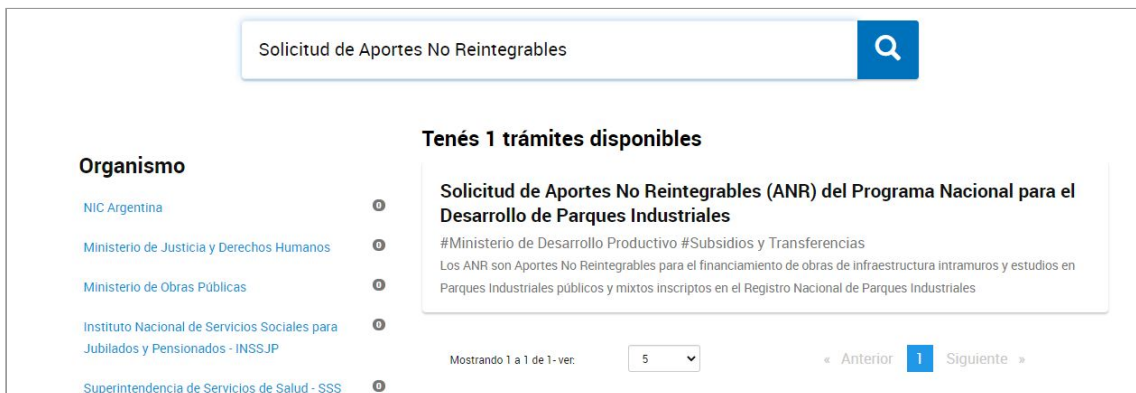 Solicitud de Aportes No Reintegrables
Organismo
NIC Argentina 0
Ministerio de Justicia y Derechos Humanos 0
Ministerio de Obras Públicas 0
Instituto Nacional de Servicios Sociales para 0
Jubilados y Pensionados - INSSJP
Superintendencia de Servicios de Salud - SSS 0
Tenés 1 trámites disponibles
Solicitud de Aportes No Reintegrables (ANR) del Programa Nacional para el
Desarrollo de Parques Industriales
#Ministerio de Desarrollo Productivo #Subsidios y Transferencias
Los ANR son Aportes No Reintegrables para el financiamiento de obras de infraestructura intramuros y estudios en
Parques Industriales públicos y mixtos inscriptos en el Registro Nacional de Parques Industriales
Mostrando 1 a 1 de 1- ver: 5 « Anterior 1 Siguiente »